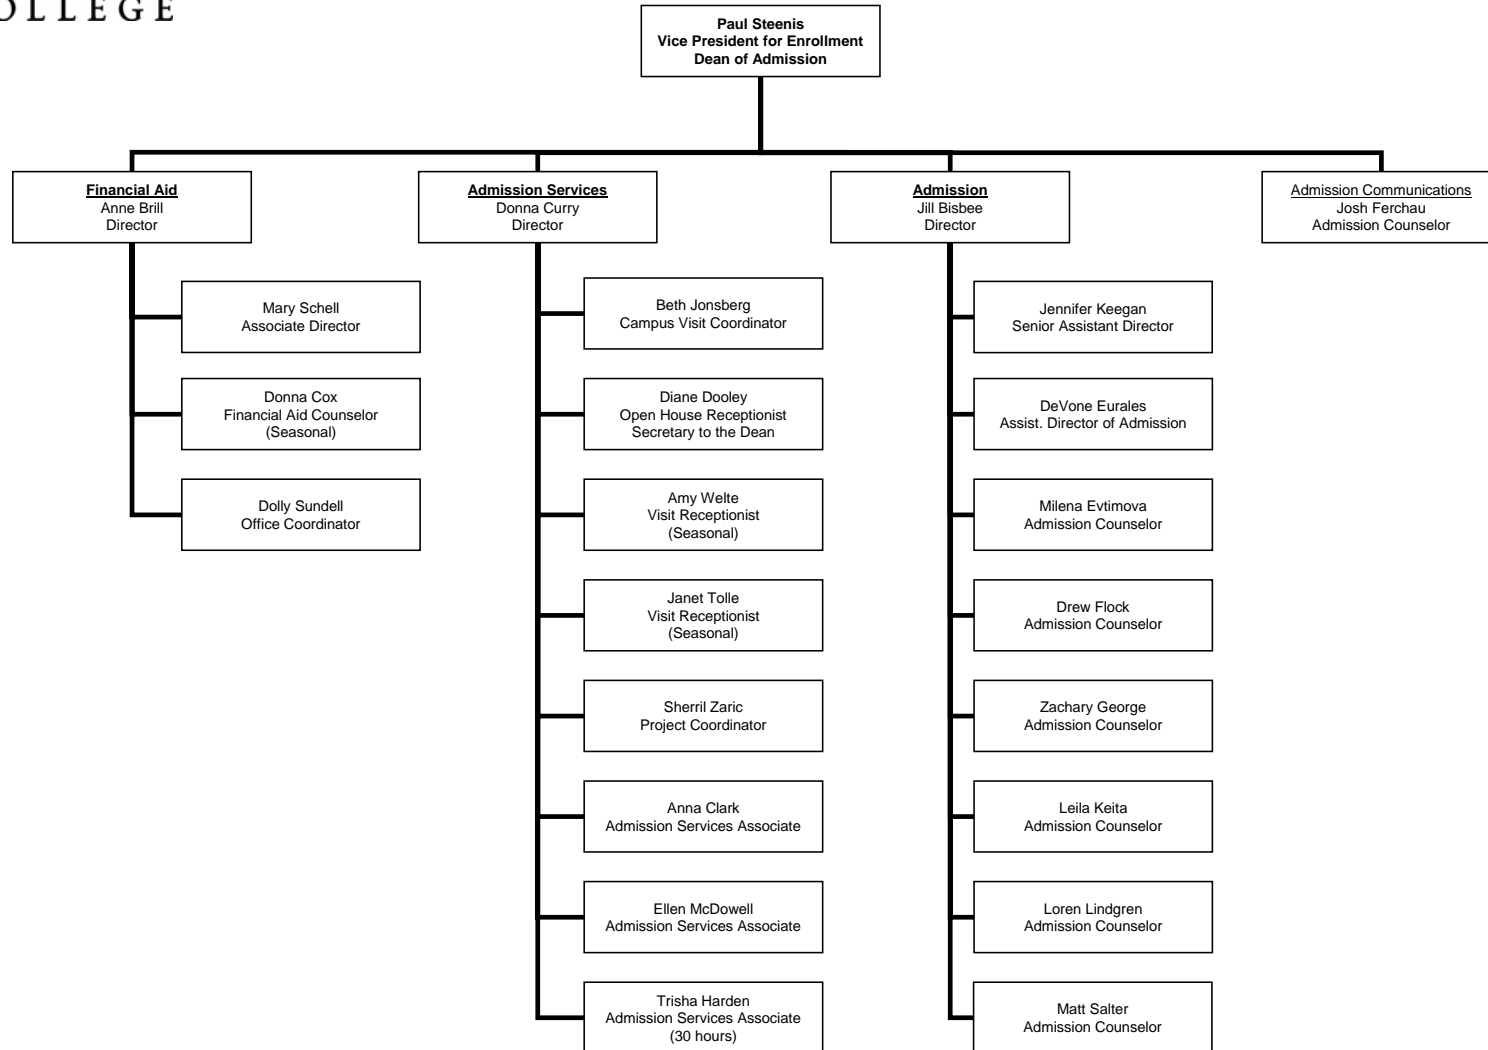 COLLEGE
Paul Steenis
Vice President for Enrollment
Dean of Admission
Financial Aid
Anne Brill
Director
Admission Services
Donna Curry
Director
Admission
Jill Bisbee
Director
Admission Communications
Josh Ferchau
Admission Counselor
Mary Schell
Associate Director
Donna Cox
Financial Aid Counselor
(Seasonal)
Dolly Sundell
Office Coordinator
Beth Jonsberg
Campus Visit Coordinator
Diane Dooley
Open House Receptionist
Secretary to the Dean
Amy Welte
Visit Receptionist
(Seasonal)
Janet Tolle
Visit Receptionist
(Seasonal)
Sherril Zaric
Project Coordinator
Anna Clark
Admission Services Associate
Ellen McDowell
Admission Services Associate
Trisha Harden
Admission Services Associate
(30 hours)
Jennifer Keegan
Senior Assistant Director
DeVone Eurales
Assist. Director of Admission
Milena Evtimova
Admission Counselor
Drew Flock
Admission Counselor
Zachary George
Admission Counselor
Leila Keita
Admission Counselor
Loren Lindgren
Admission Counselor
Matt Salter
Admission Counselor